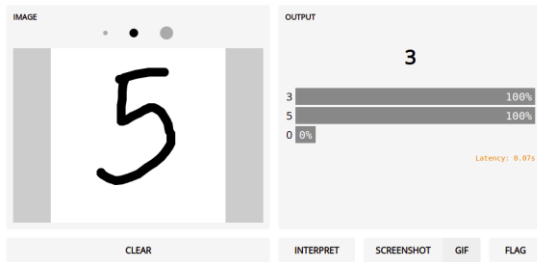 IMAGE
5
CLEAR
OUTPUT
3
3 100%
5 100%
0 0%
Latency: 0.07s
INTERPRET SCREENSHOT GIF FLAG